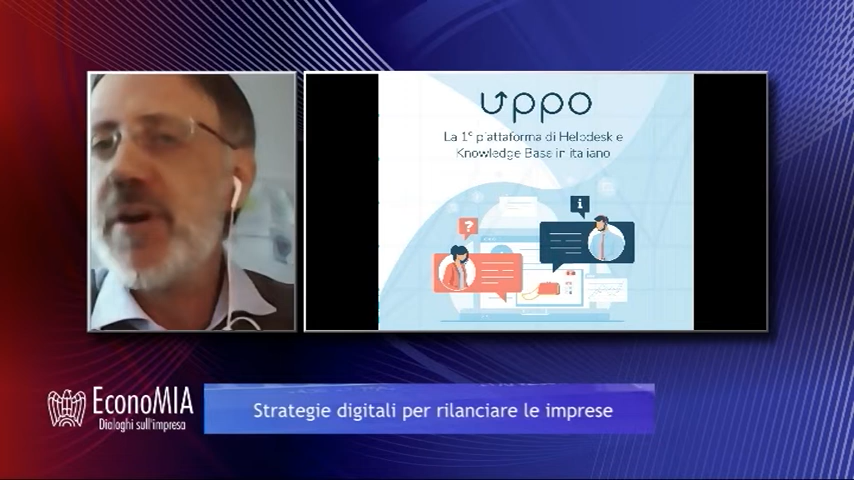 uppo
La 1° piattaforma di Helpdesk e
Knowledge Base in italiano
?
i
EconoMIA
Dialoghi sull'impresa
Strategie digitali per rilanciare le imprese